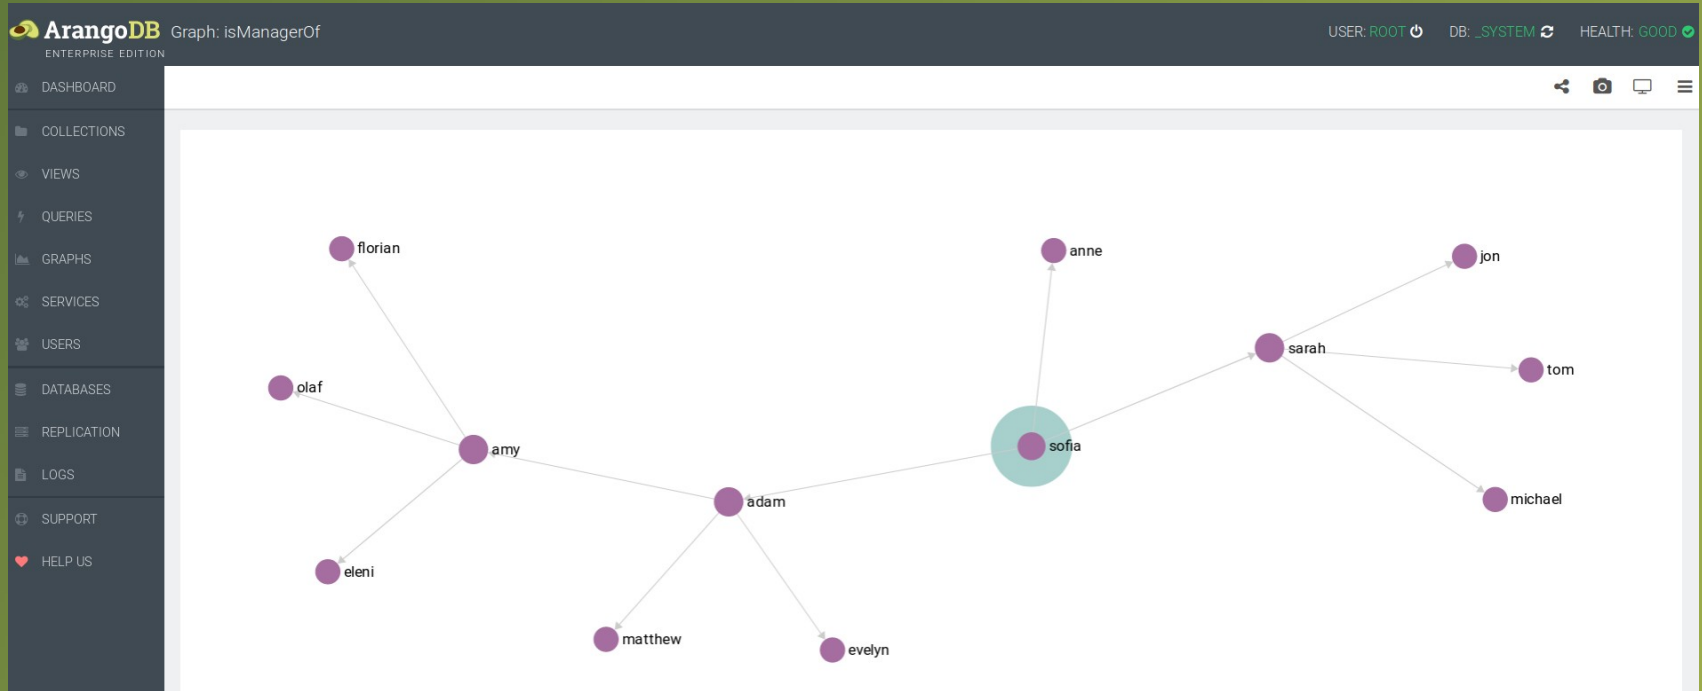 ArangoDB
ENTERPRISE EDITION
Graph: isManagerOf
USER: ROOT
DB: _SYSTEM
HEALTH: GOOD
DASHBOARD
COLLECTIONS
VIEWS
QUERIES
GRAPHS
SERVICES
USERS
DATABASES
REPLICATION
LOGS
SUPPORT
HELP US
florian
anne
jon
sarah
tom
olaf
amy
sofia
adam
michael
eleni
matthew
evelyn